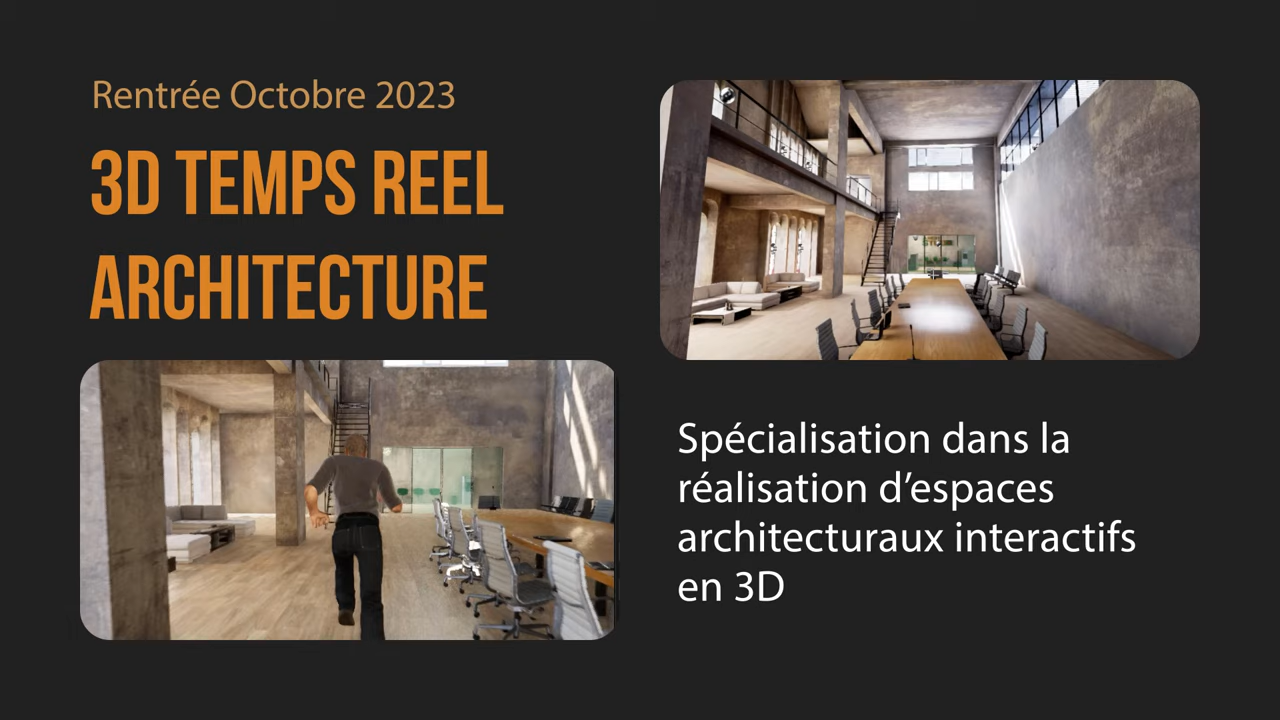 Rentrée Octobre 2023
3D TEMPS REEL
ARCHITECTURE
Spécialisation dans la
réalisation d’espaces
architecturaux interactifs
en 3D